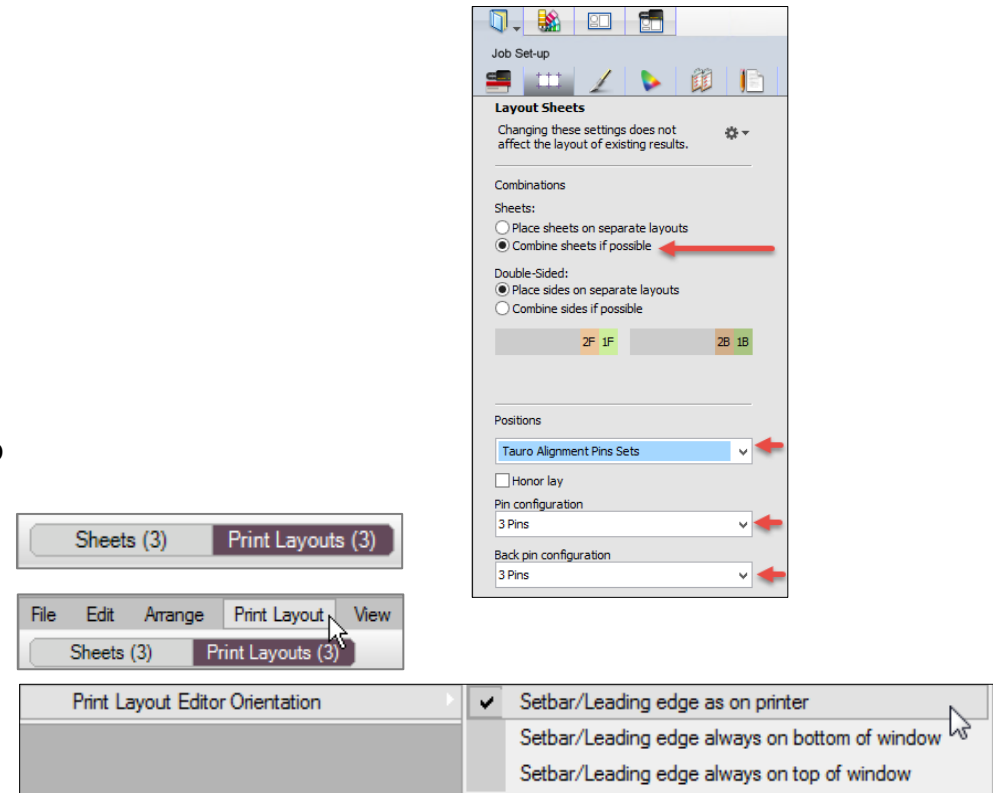 Job Set-up
Layout Sheets
Changing these settings does not
affect the layout of existing results.
Combinations
Sheets:
Place sheets on separate layouts
Combine sheets if possible
Double-Sided:
Place sides on separate layouts
Combine sides if possible
2F 1F 2B 1B
Positions
Tauro Alignment Pins Sets
Honor lay
Pin configuration
3 Pins
Back pin configuration
3 Pins
Sheets (3) Print Layouts (3)
File Edit Arrange Print Layout View
Sheets (3) Print Layouts (3)
Print Layout Editor Orientation
Setbar/Leading edge as on printer
Setbar/Leading edge always on bottom of window
Setbar/Leading edge always on top of window